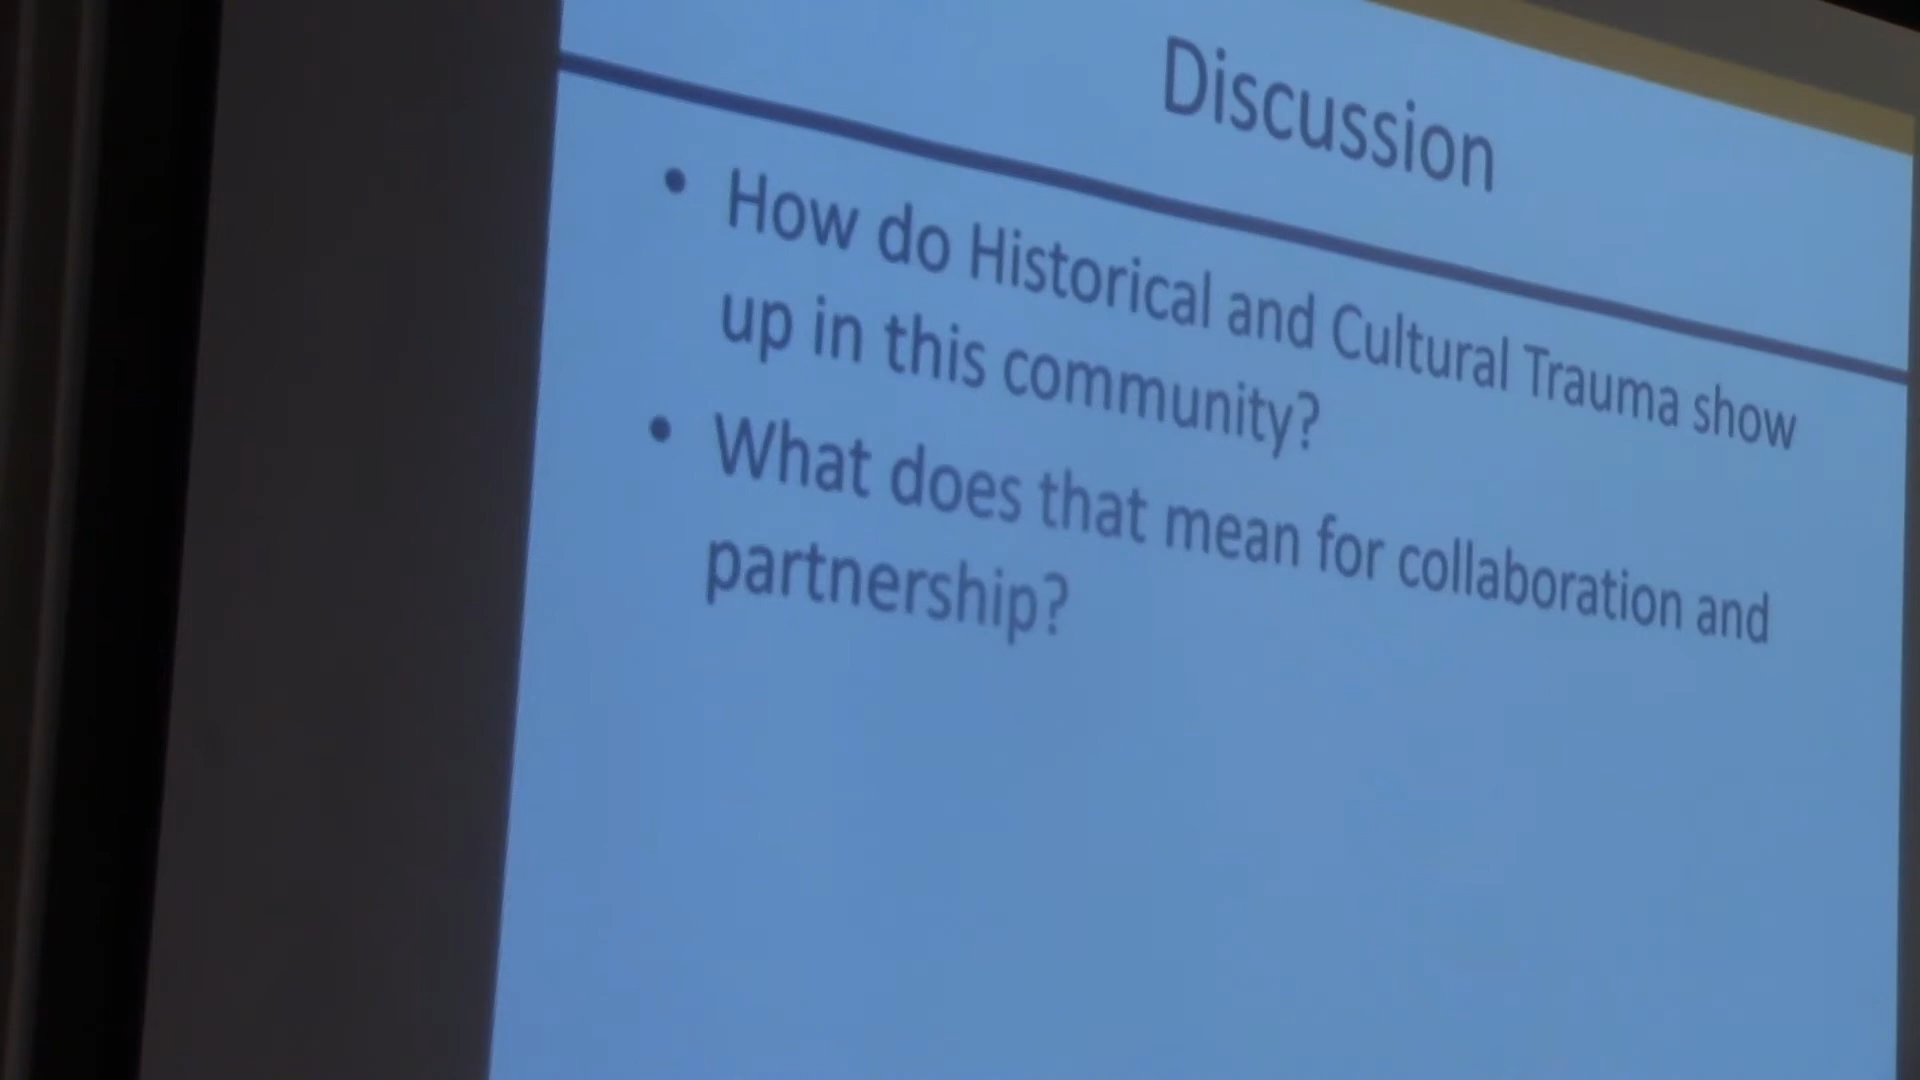 Discussion
• How do Historical and Cultural Trauma show
up in this community?
• What does that mean for collaboration and
partnership?